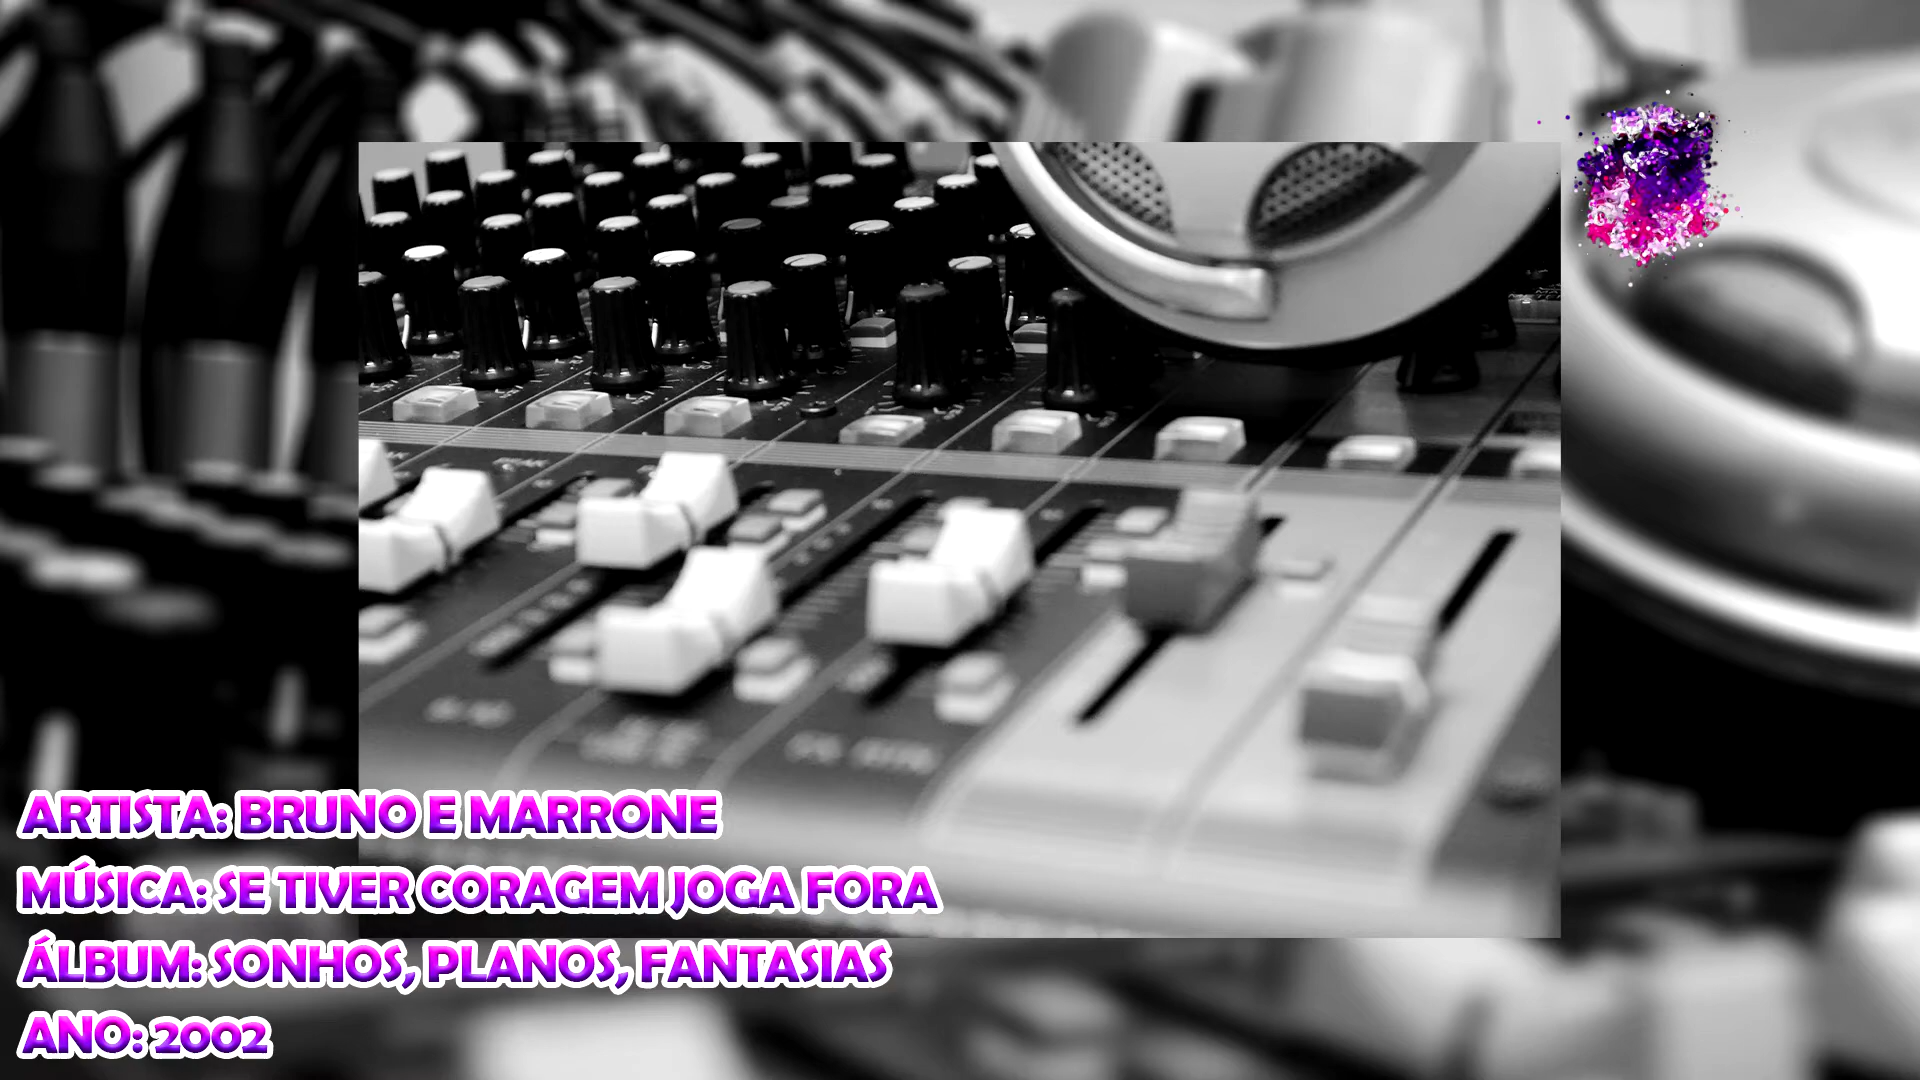 ARTISTA: BRUNO E MARRONE
MÚSICA: SE TIVER CORAGEM JOGA FORA
ÁLBUM: SONHOS, PLANOS, FANTASIAS
ANO: 2002